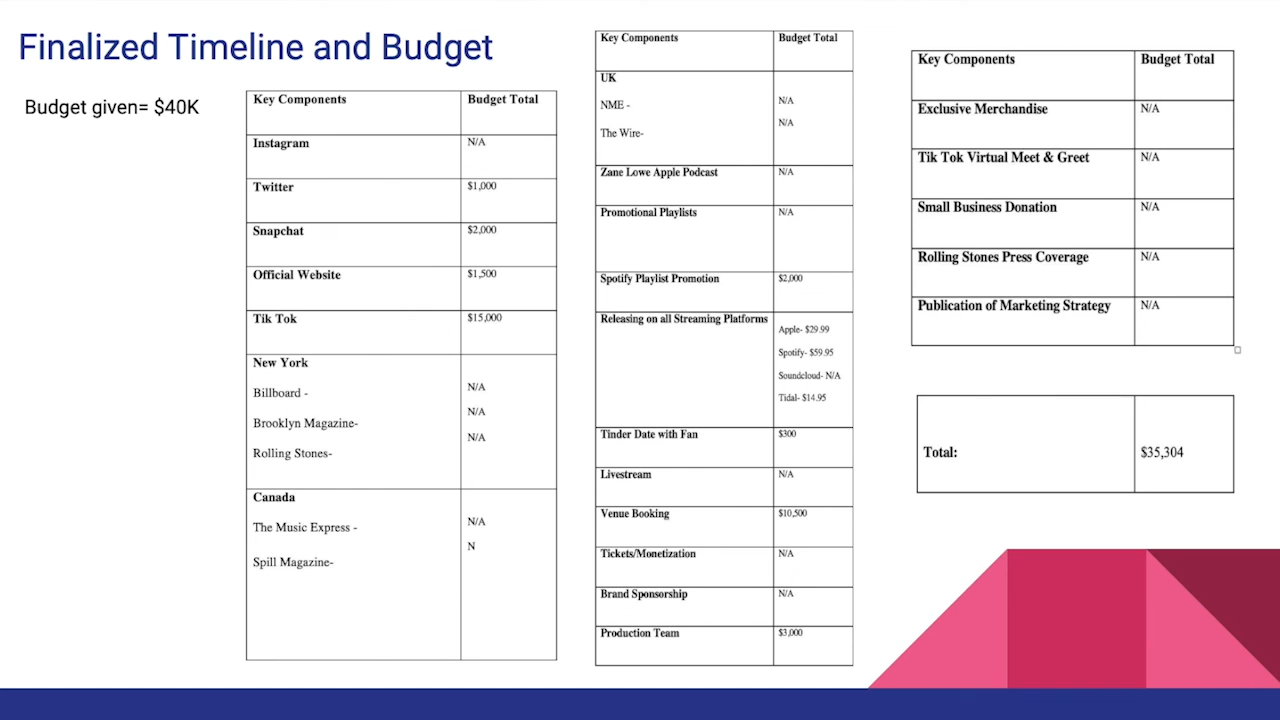 Finalized Timeline and Budget
Budget given= $40K
Key Components Budget Total
Instagram N/A
Twitter $1,000
Snapchat $2,000
Official Website $1,500
Tik Tok $15,000
New York
Billboard - N/A
Brooklyn Magazine- N/A
Rolling Stones- N/A
Canada
The Music Express - N/A
Spill Magazine- N
Key Components Budget Total
UK
NME - N/A
The Wire- N/A
Zane Lowe Apple Podcast N/A
Promotional Playlists N/A
Spotify Playlist Promotion $2,000
Releasing on all Streaming Platforms
Apple- $29.99
Spotify- $59.95
Soundcloud- N/A
Tidal- $14.95
Tinder Date with Fan $300
Livestream N/A
Venue Booking $10,500
Tickets/Monetization N/A
Brand Sponsorship N/A
Production Team $3,000
Key Components Budget Total
Exclusive Merchandise N/A
Tik Tok Virtual Meet & Greet N/A
Small Business Donation N/A
Rolling Stones Press Coverage N/A
Publication of Marketing Strategy N/A
Total: $35,304